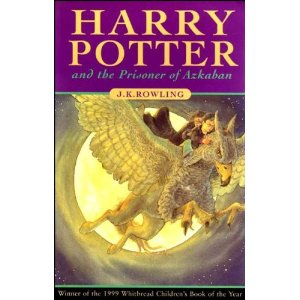 HARRY
POTTER
and the Prisoner of Azkaban
J.K.ROWLING
Winner of the 1999 Whitbread Children's Book of the Year